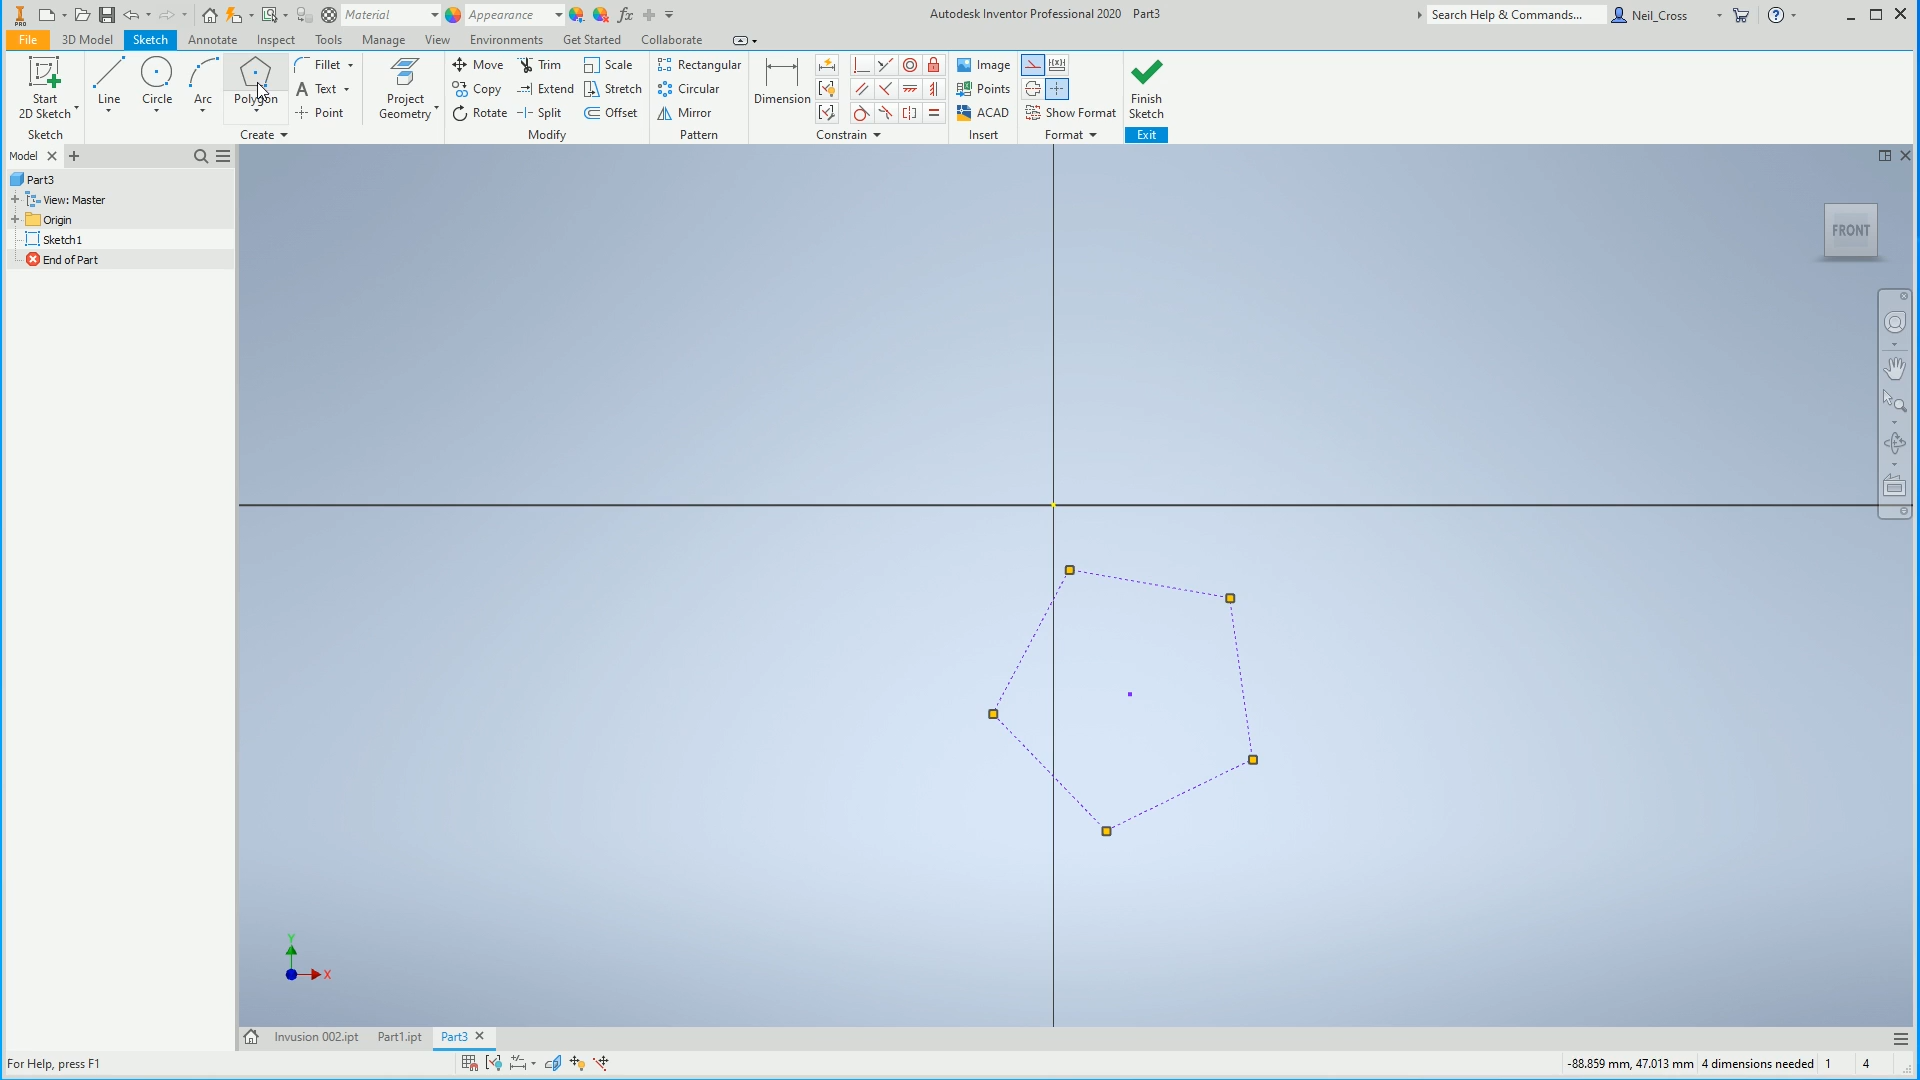 Material
Appearance
Autodesk Inventor Professional 2020 Part3
Search Help & Commands...
Neil_Cross
PRO
File 3D Model Sketch Annotate Inspect Tools Manage View Environments Get Started Collaborate
Start
2D Sketch
Line
Circle
Arc
Polygon
Fillet
Text
Point
Project
Geometry
Move
Trim
Scale
Copy
Extend
Stretch
Rotate
Split
Offset
Rectangular
Circular
Mirror
Dimension
Image
Points
ACAD
Show Format
Finish
Sketch
Sketch
Create
Modify
Pattern
Constrain
Insert
Format
Exit
Model
Part3
View: Master
Origin
Sketch1
End of Part
FRONT
Y
X
Invusion 002.ipt Part1.ipt Part3
For Help, press F1
-88.859 mm, 47.013 mm 4 dimensions needed 1 4